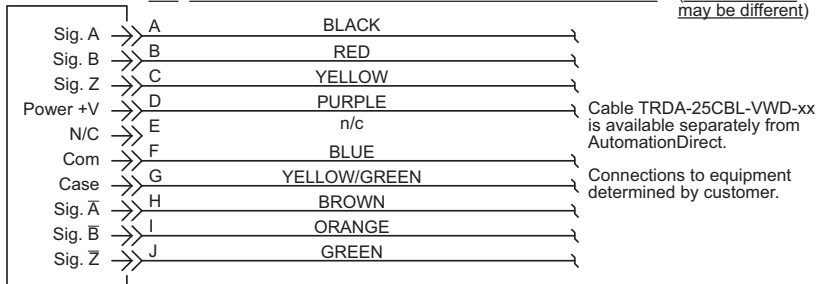 may be different)
Sig. A A BLACK
Sig. B B RED
Sig. Z C YELLOW
Power +V D PURPLE
N/C E n/c
Com F BLUE
Case G YELLOW/GREEN
Sig. A̅ H BROWN
Sig. B̅ I ORANGE
Sig. Z̅ J GREEN
Cable TRDA-25CBL-VWD-xx
is available separately from
AutomationDirect.
Connections to equipment
determined by customer.